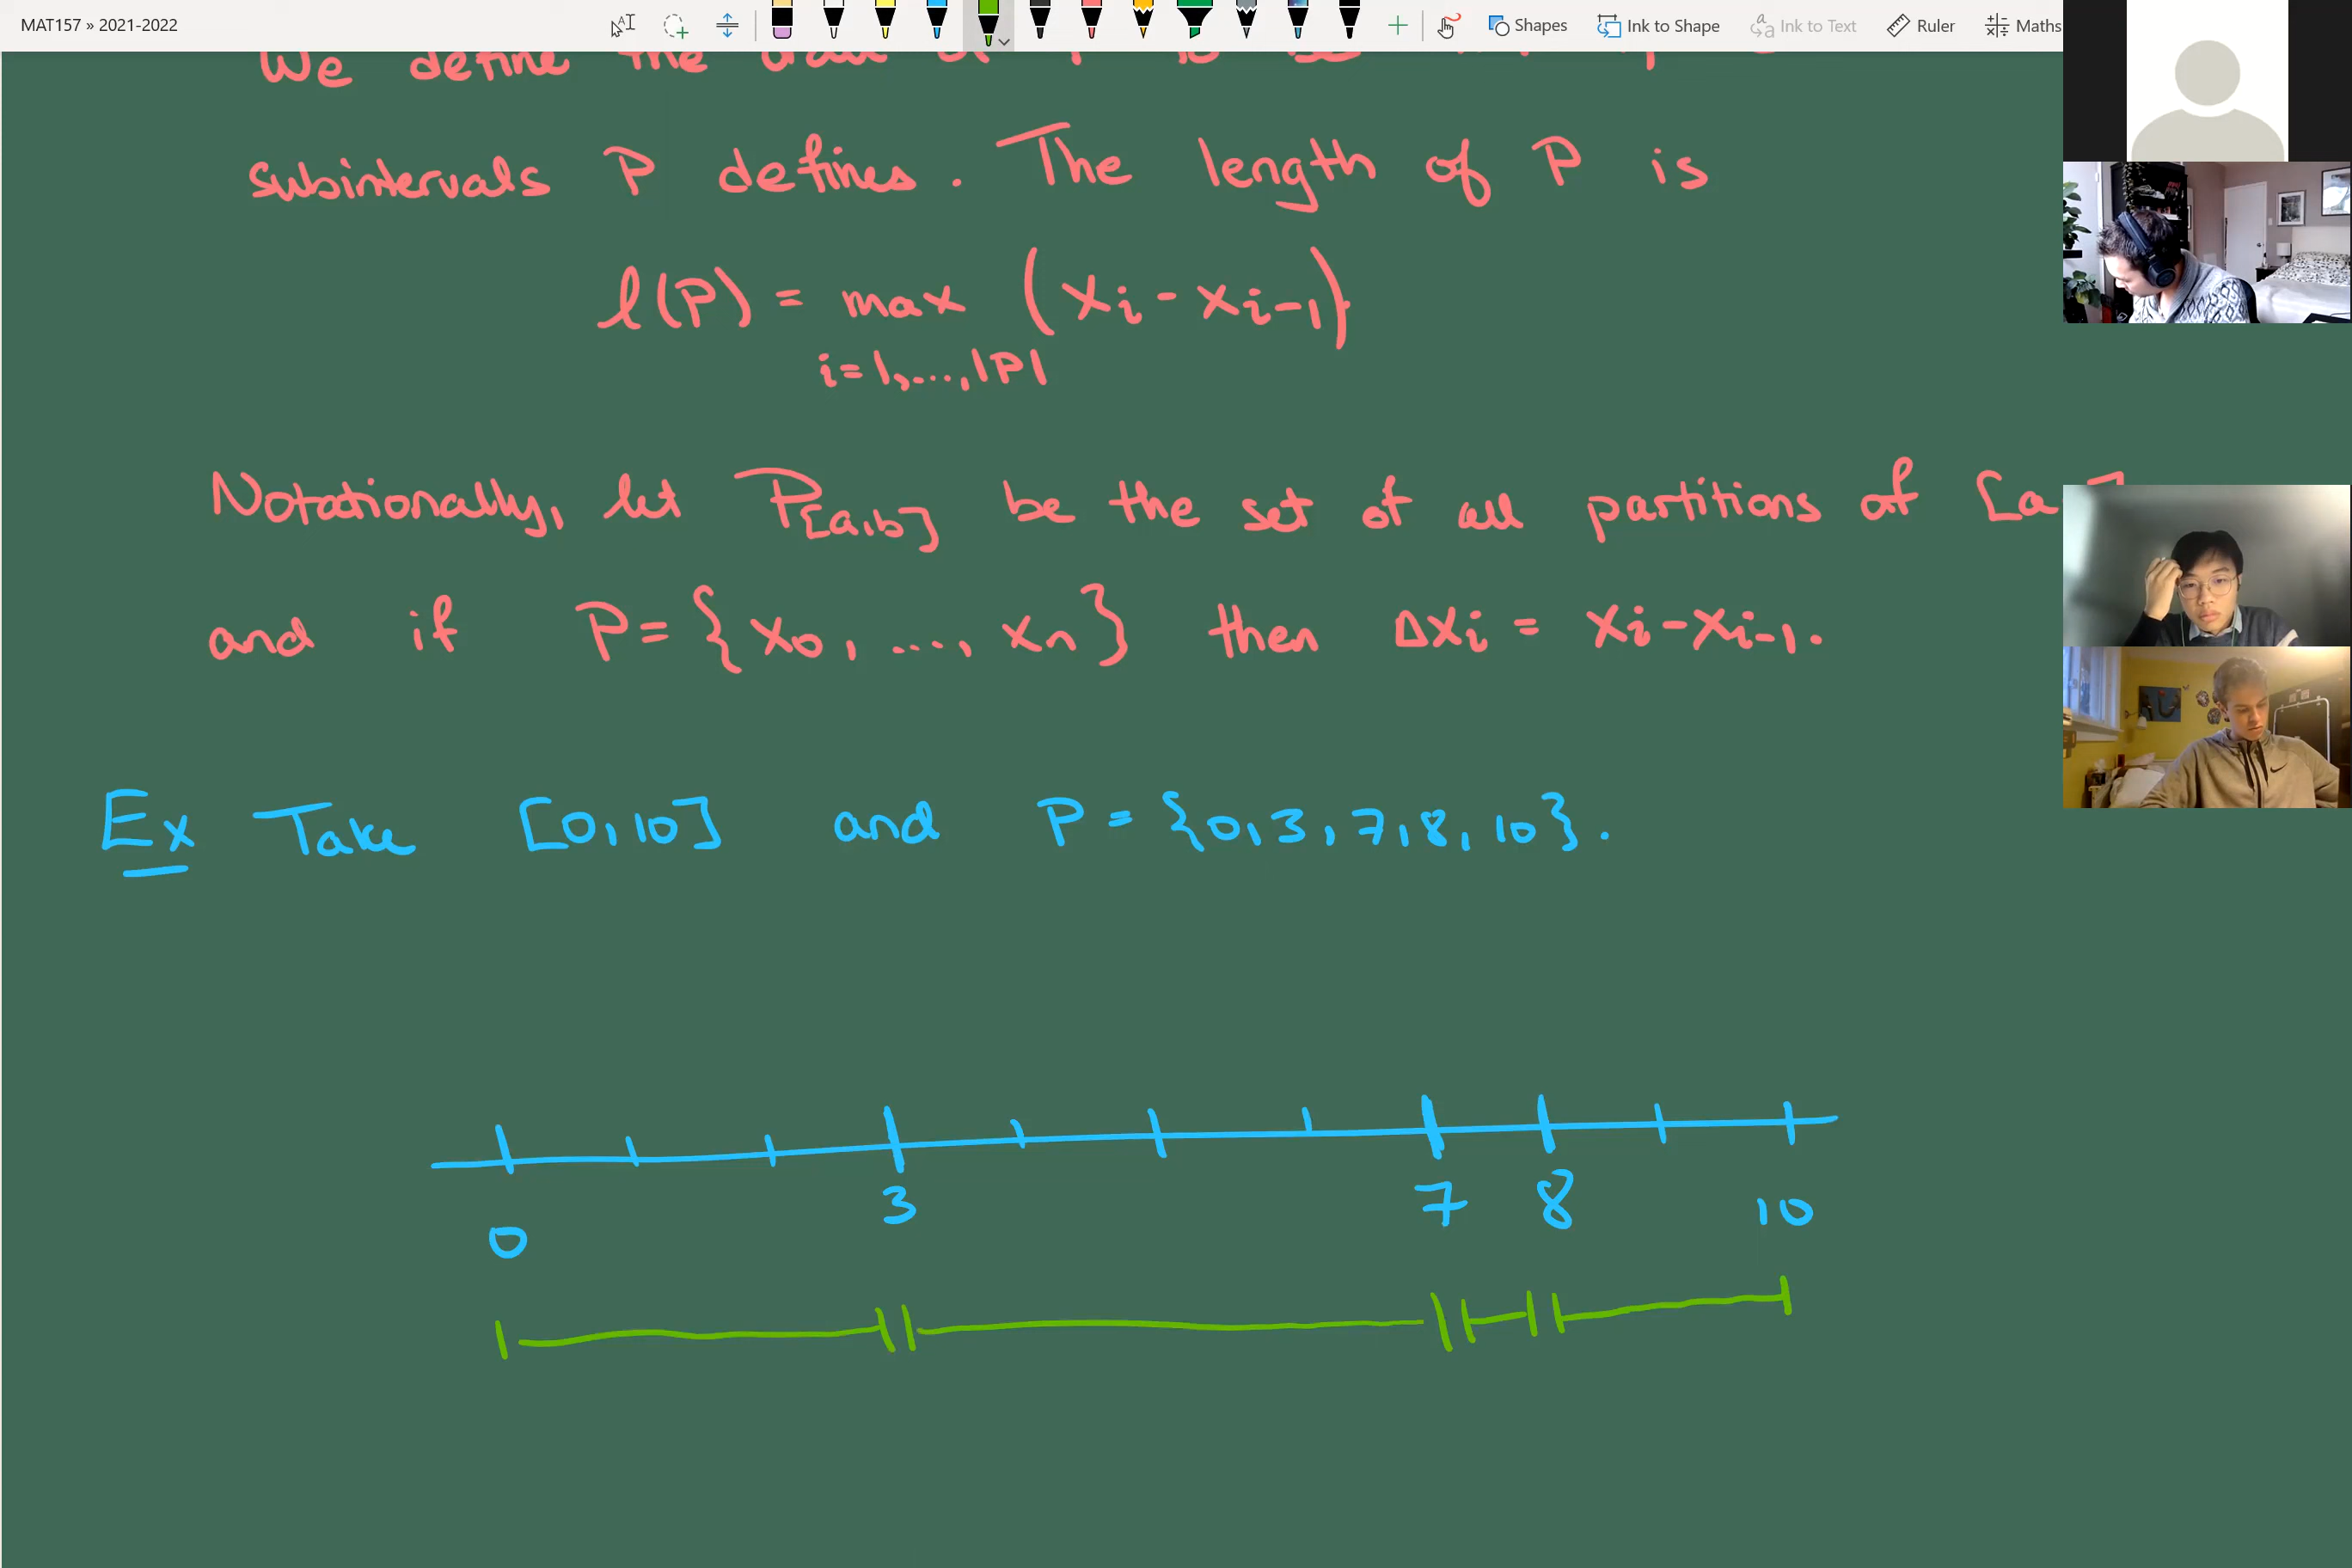 MAT157 » 2021-2022
Shapes Ink to Shape Ink to Text Ruler Maths
We define the
subintervals P defines. The length of P is
l(P) = max (xi - xi-1)
i=1,...,|P|
Notationally, let P[a,b] be the set of all partitions of [a
and if P = {x0, ..., xn} then Δxi = xi - xi-1.
Ex Take [0,10] and P = {0,3,7,8,10}.
0 3 7 8 10